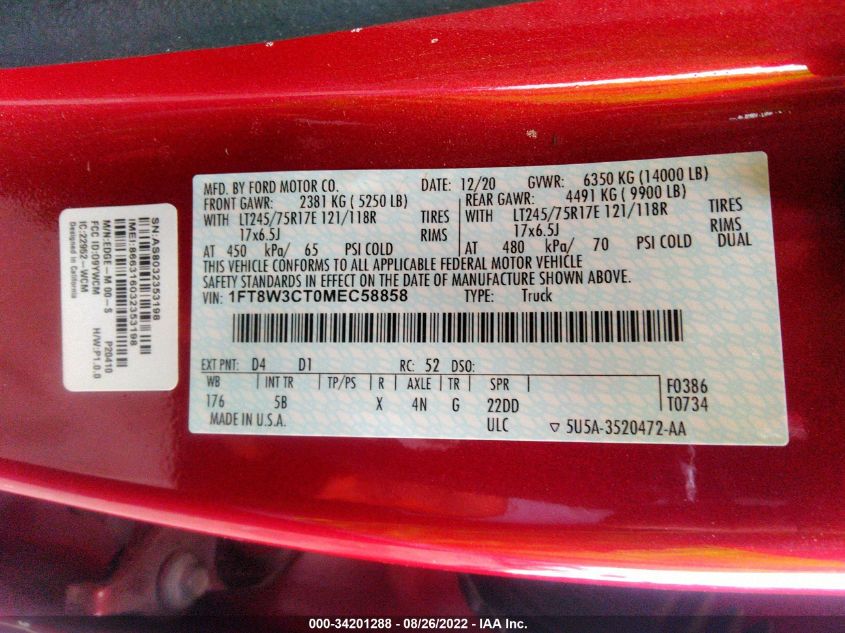 MFD. BY FORD MOTOR CO. DATE: 12/20 GVWR: 6350 KG (14000 LB)
FRONT GAWR: 2381 KG ( 5250 LB) REAR GAWR: 4491 KG ( 9900 LB)
WITH LT245/75R17E 121/118R TIRES WITH LT245/75R17E 121/118R TIRES
17x6.5J RIMS 17x6.5J RIMS
AT 450 kPa/ 65 PSI COLD AT 480 kPa/ 70 PSI COLD DUAL
THIS VEHICLE CONFORMS TO ALL APPLICABLE FEDERAL MOTOR VEHICLE
SAFETY STANDARDS IN EFFECT ON THE DATE OF MANUFACTURE SHOWN ABOVE.
VIN: 1FT8W3CT0MEC58858 TYPE: Truck
EXT PNT: D4 D1 RC: 52 DSO:
WB INT TR TP/PS R AXLE TR SPR F0386
176 5B X 4N G 22DD T0734
MADE IN U.S.A. ULC ▽ 5U5A-3520472-AA
SN:AS8032353198
IMEI:866316032353198
M/N:EDGE-M 00-S P20410
FCC ID:O9YWCM H/W:P1.0.0
IC:22952-WCM
Designed in California
000-34201288 - 08/26/2022 - IAA Inc.